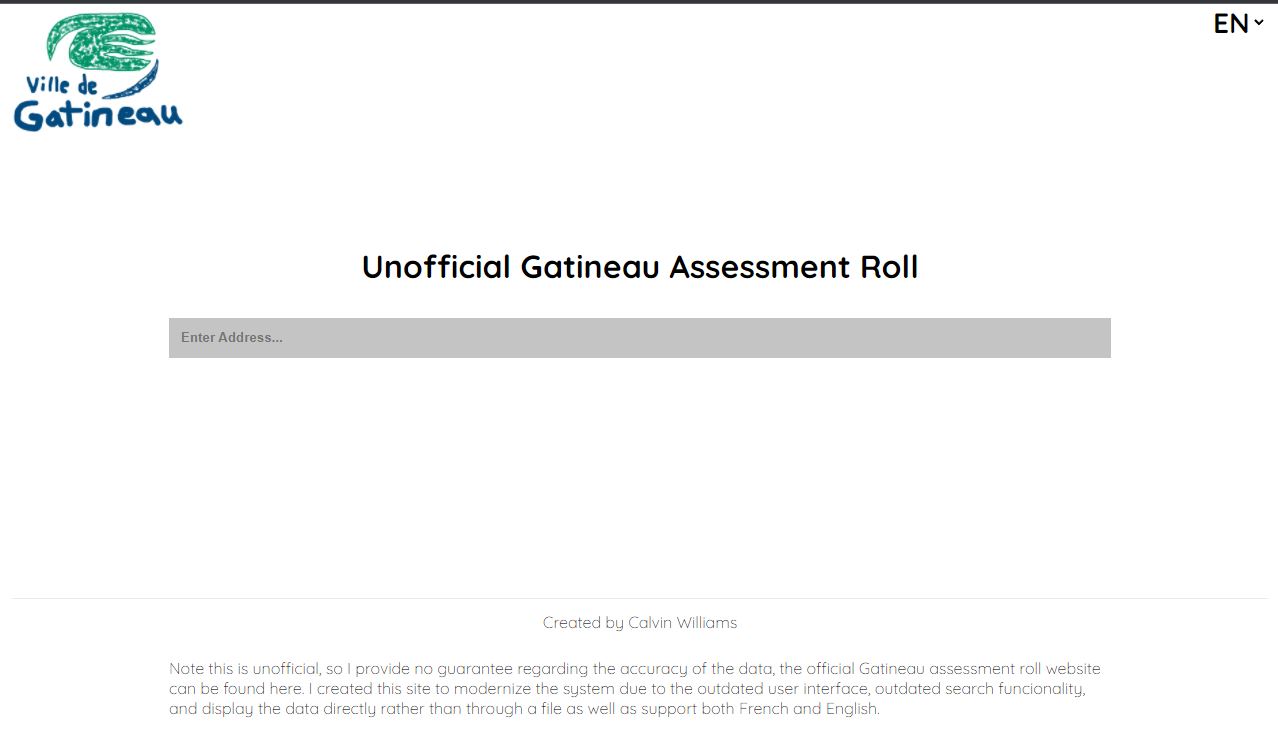 Ville de
Gatineau
EN
Unofficial Gatineau Assessment Roll
Enter Address...
Created by Calvin Williams
Note this is unofficial, so I provide no guarantee regarding the accuracy of the data, the official Gatineau assessment roll website
can be found here. I created this site to modernize the system due to the outdated user interface, outdated search funcionality,
and display the data directly rather than through a file as well as support both French and English.